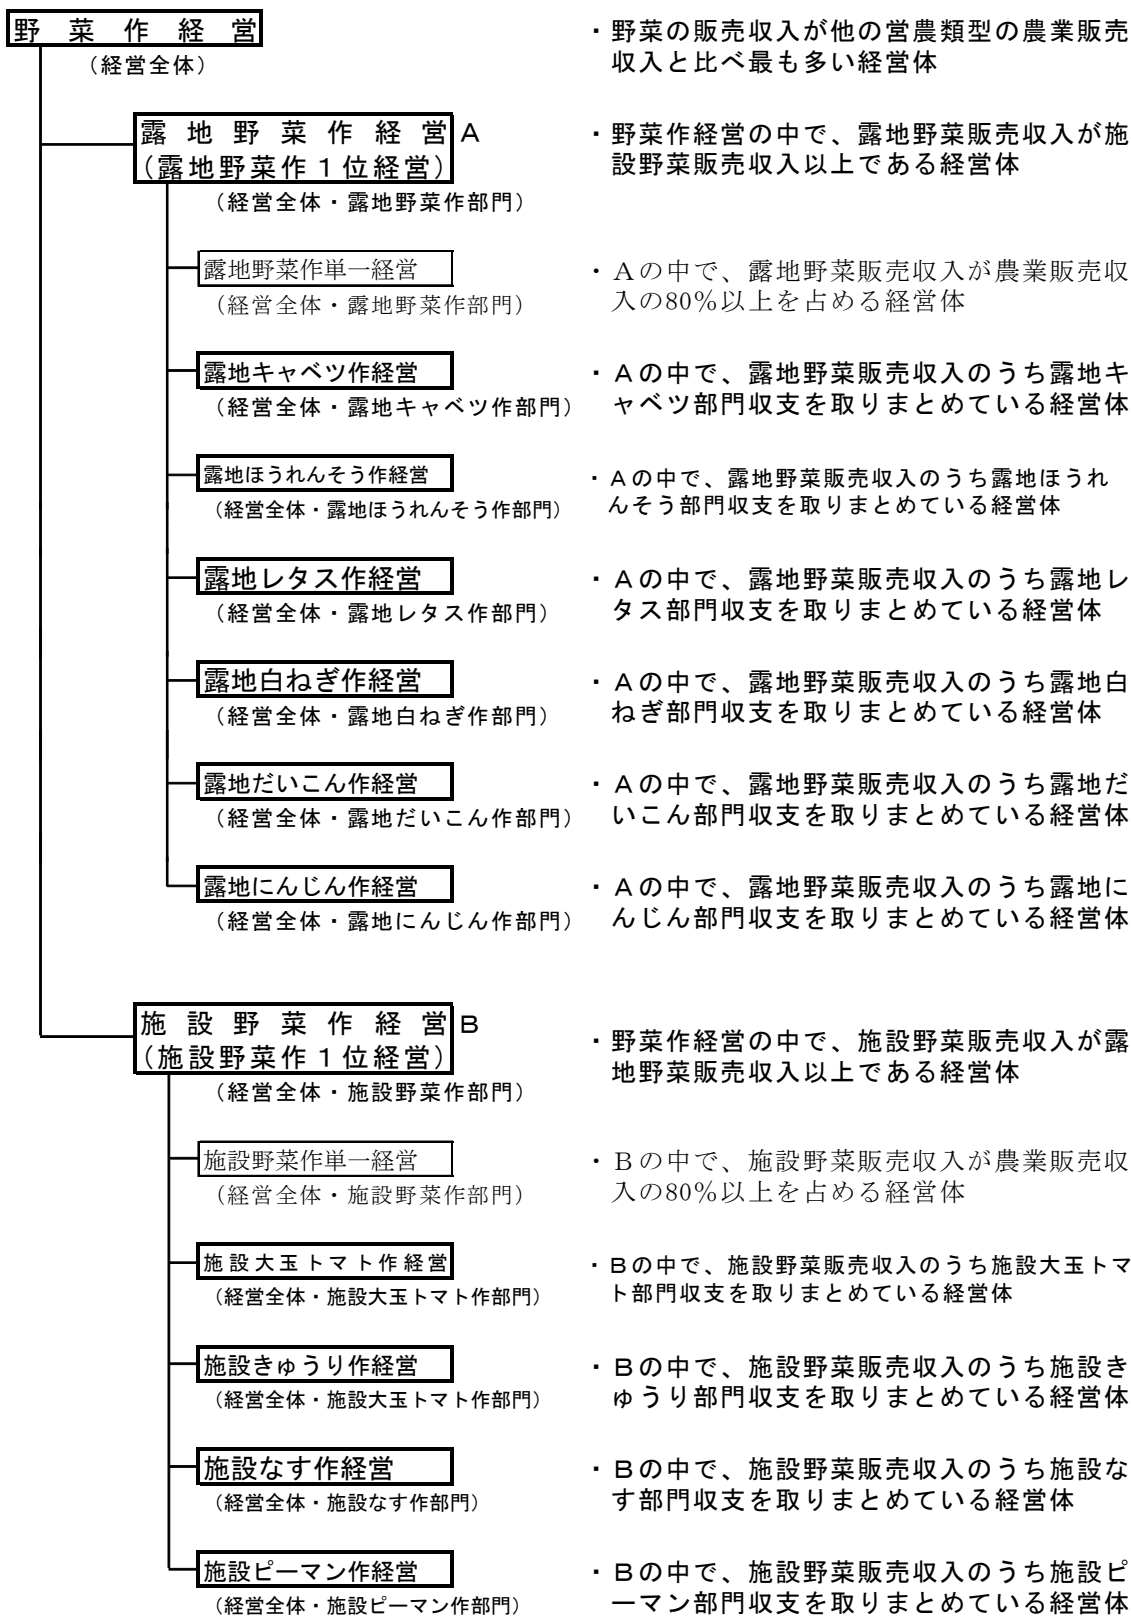 野菜作経営
・野菜の販売収入が他の営農類型の農業販売
(経営全体)
収入と比べ最も多い経営体
露地野菜作経営A
(露地野菜作1位経営)
・野菜作経営の中で、露地野菜販売収入が施
設野菜販売収入以上である経営体
(経営全体・露地野菜作部門)
露地野菜作単一経営
(経営全体・露地野菜作部門)
・Aの中で、露地野菜販売収入が農業販売収
入の80%以上を占める経営体
露地キャベツ作経営
(経営全体・露地キャベツ作部門)
・Aの中で、露地野菜販売収入のうち露地キ
ャベツ部門収支を取りまとめている経営体
露地ほうれんそう作経営
(経営全体・露地ほうれんそう作部門)
・Aの中で、露地野菜販売収入のうち露地ほうれ
んそう部門収支を取りまとめている経営体
露地レタス作経営
(経営全体・露地レタス作部門)
・Aの中で、露地野菜販売収入のうち露地レ
タス部門収支を取りまとめている経営体
露地白ねぎ作経営
(経営全体・露地白ねぎ作部門)
・Aの中で、露地野菜販売収入のうち露地白
ねぎ部門収支を取りまとめている経営体
露地だいこん作経営
(経営全体・露地だいこん作部門)
・Aの中で、露地野菜販売収入のうち露地だ
いこん部門収支を取りまとめている経営体
露地にんじん作経営
(経営全体・露地にんじん作部門)
・Aの中で、露地野菜販売収入のうち露地に
んじん部門収支を取りまとめている経営体
施設野菜作経営B
(施設野菜作1位経営)
・野菜作経営の中で、施設野菜販売収入が露
地野菜販売収入以上である経営体
(経営全体・施設野菜作部門)
施設野菜作単一経営
(経営全体・施設野菜作部門)
・Bの中で、施設野菜販売収入が農業販売収
入の80%以上を占める経営体
施設大玉トマト作経営
(経営全体・施設大玉トマト作部門)
・Bの中で、施設野菜販売収入のうち施設大玉トマ
ト部門収支を取りまとめている経営体
施設きゅうり作経営
(経営全体・施設大玉トマト作部門)
・Bの中で、施設野菜販売収入のうち施設き
ゅうり部門収支を取りまとめている経営体
施設なす作経営
(経営全体・施設なす作部門)
・Bの中で、施設野菜販売収入のうち施設な
す部門収支を取りまとめている経営体
施設ピーマン作経営
(経営全体・施設ピーマン作部門)
・Bの中で、施設野菜販売収入のうち施設ピ
ーマン部門収支を取りまとめている経営体